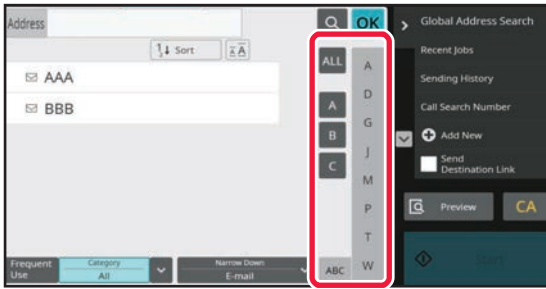 Address
OK
Sort
AAA
BBB
ALL
A
B
C
ABC
A
D
G
J
M
P
T
W
Frequent
Use
Category
All
Narrow Down
E-mail
Global Address Search
Recent Jobs
Sending History
Call Search Number
Add New
Send
Destination Link
Preview
CA